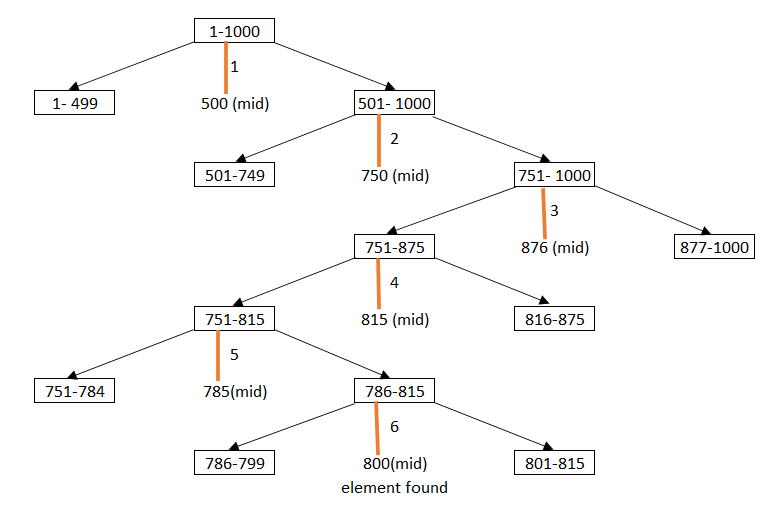 1-1000
1
1- 499
500 (mid)
501- 1000
2
501-749
750 (mid)
751- 1000
3
751-875
876 (mid)
877-1000
4
751-815
815 (mid)
816-875
5
751-784
785(mid)
786-815
6
786-799
800(mid)
801-815
element found